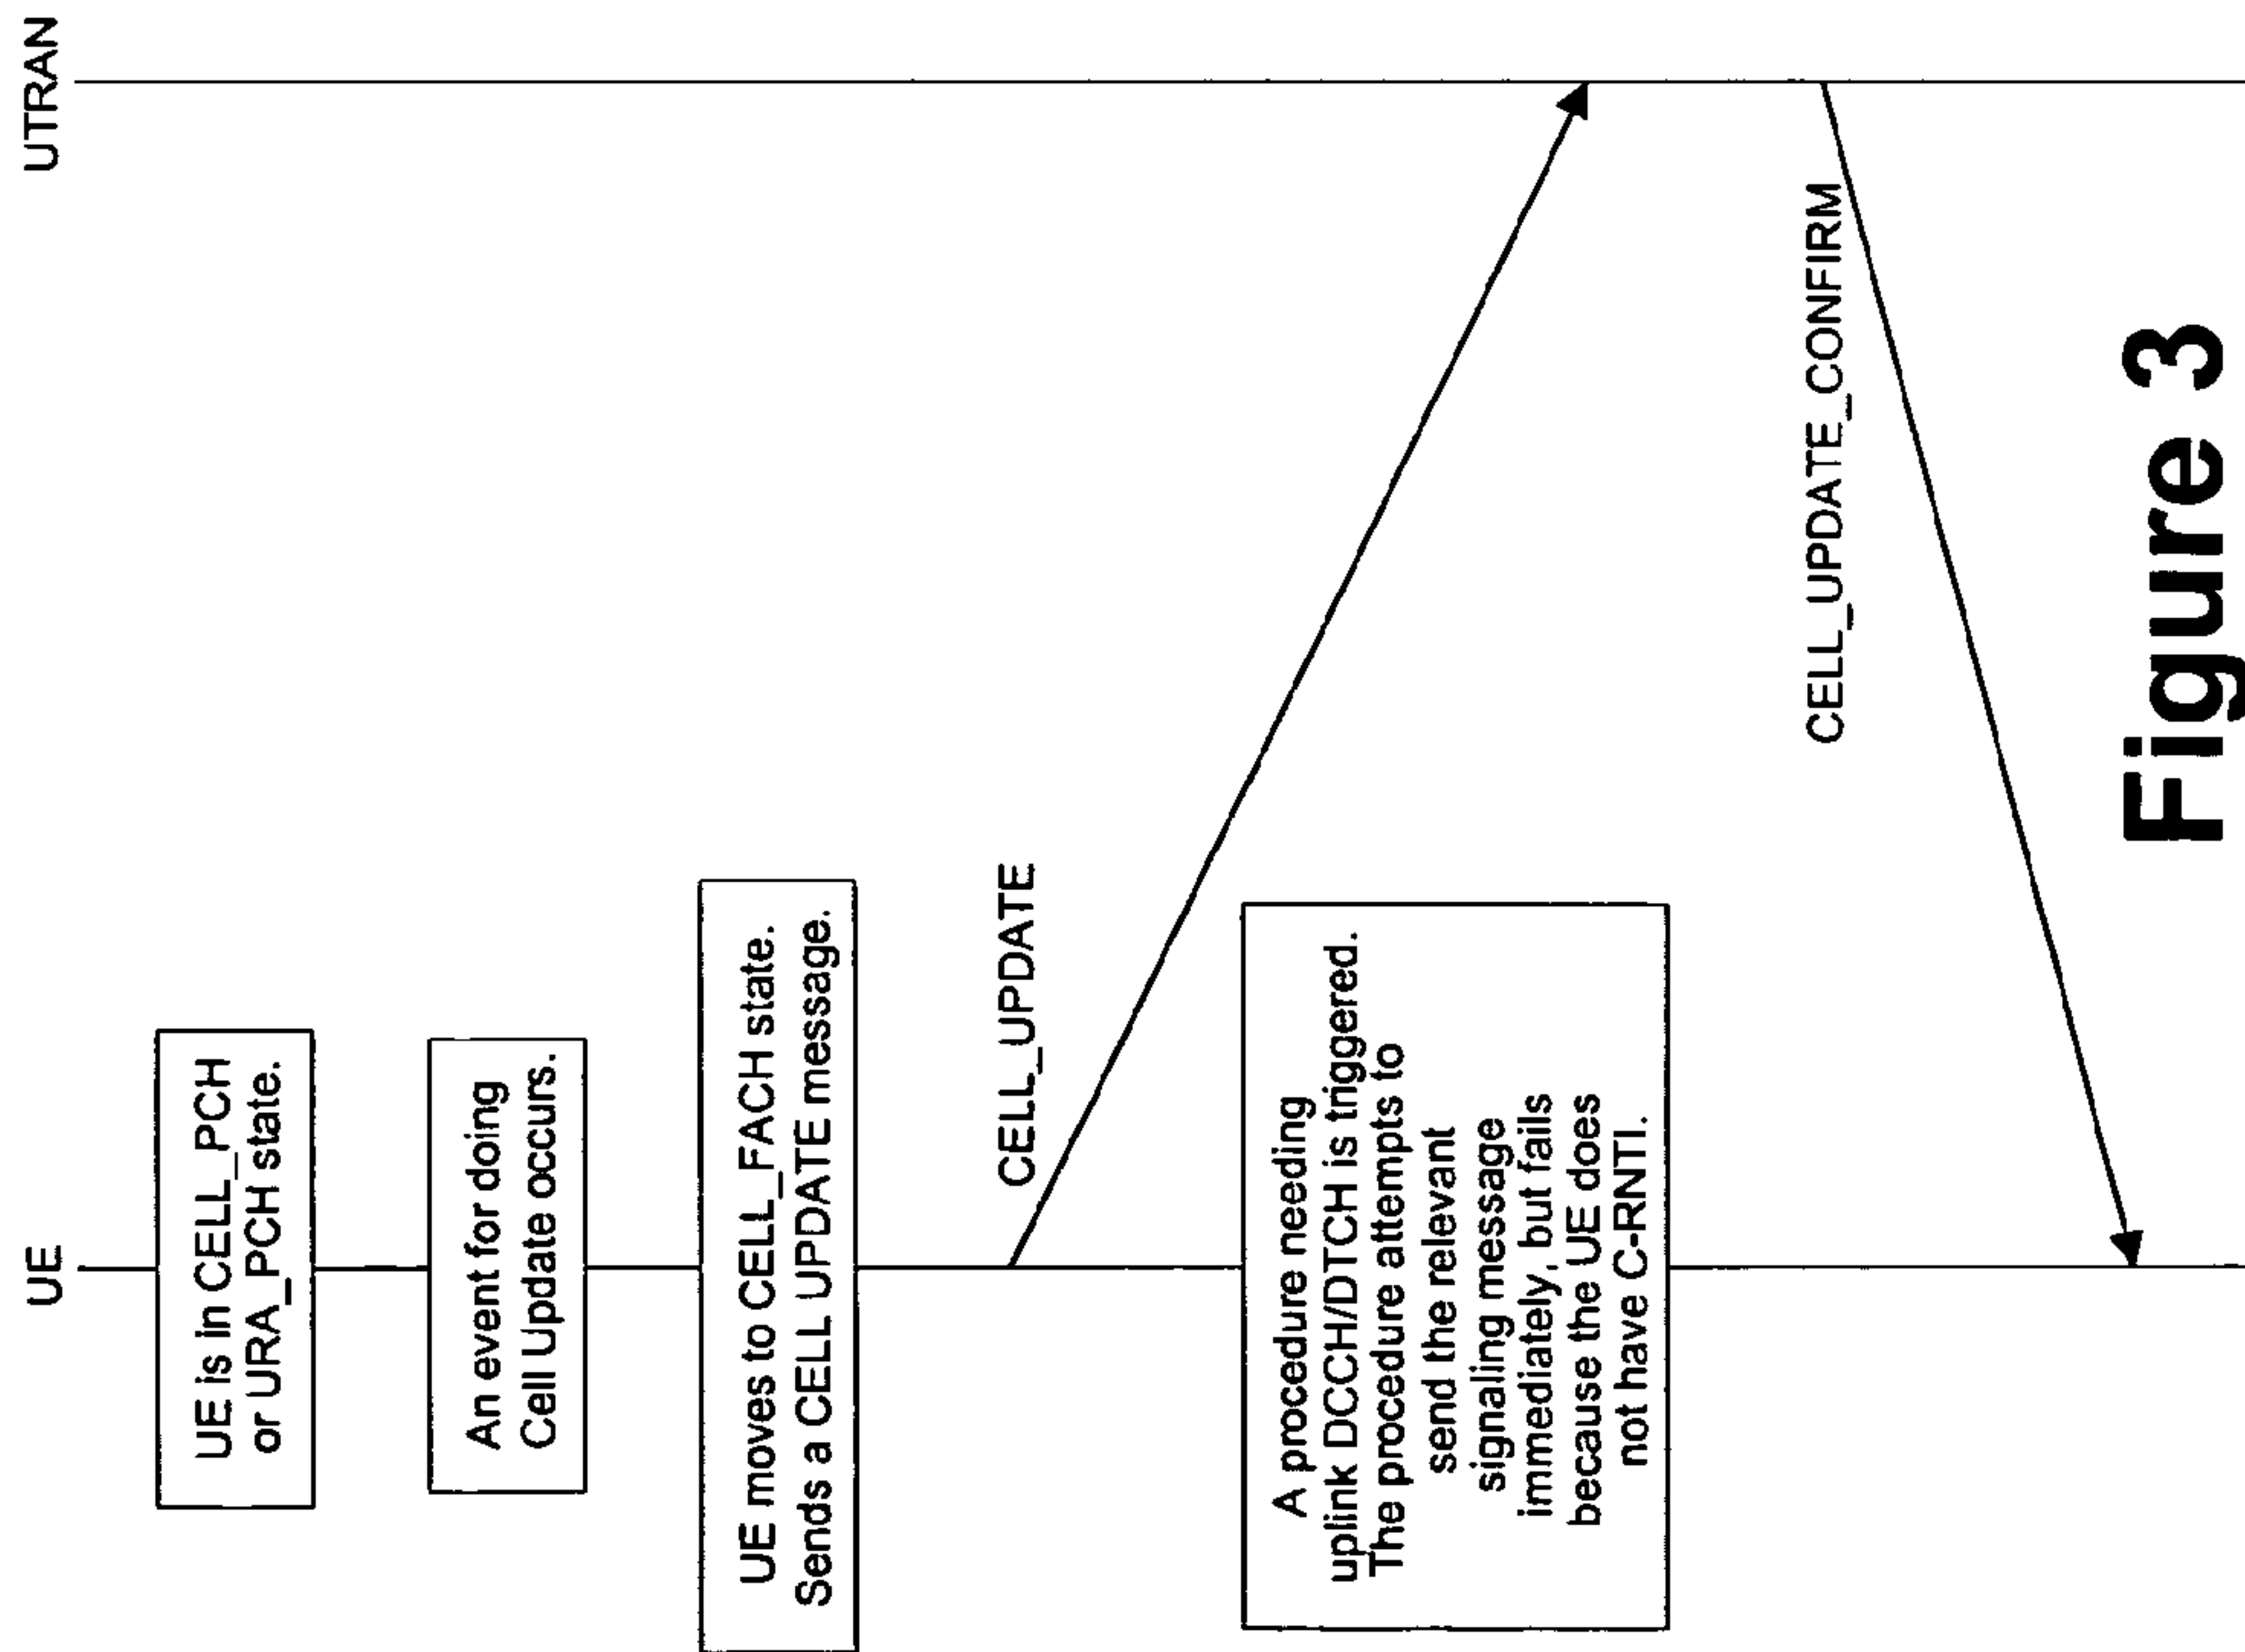 UE
UTRAN
UE is in CELL_PCH
or URA_PCH state.
An event for doing
Cell Update occurs.
UE moves to CELL_FACH state.
Sends a CELL UPDATE message.
CELL_UPDATE
A procedure needing
uplink DCCH/DTCH is triggered.
The procedure attempts to
send the relevant
signaling message
immediately, but fails
because the UE does
not have C-RNTI.
CELL_UPDATE_CONFIRM
Figure 3